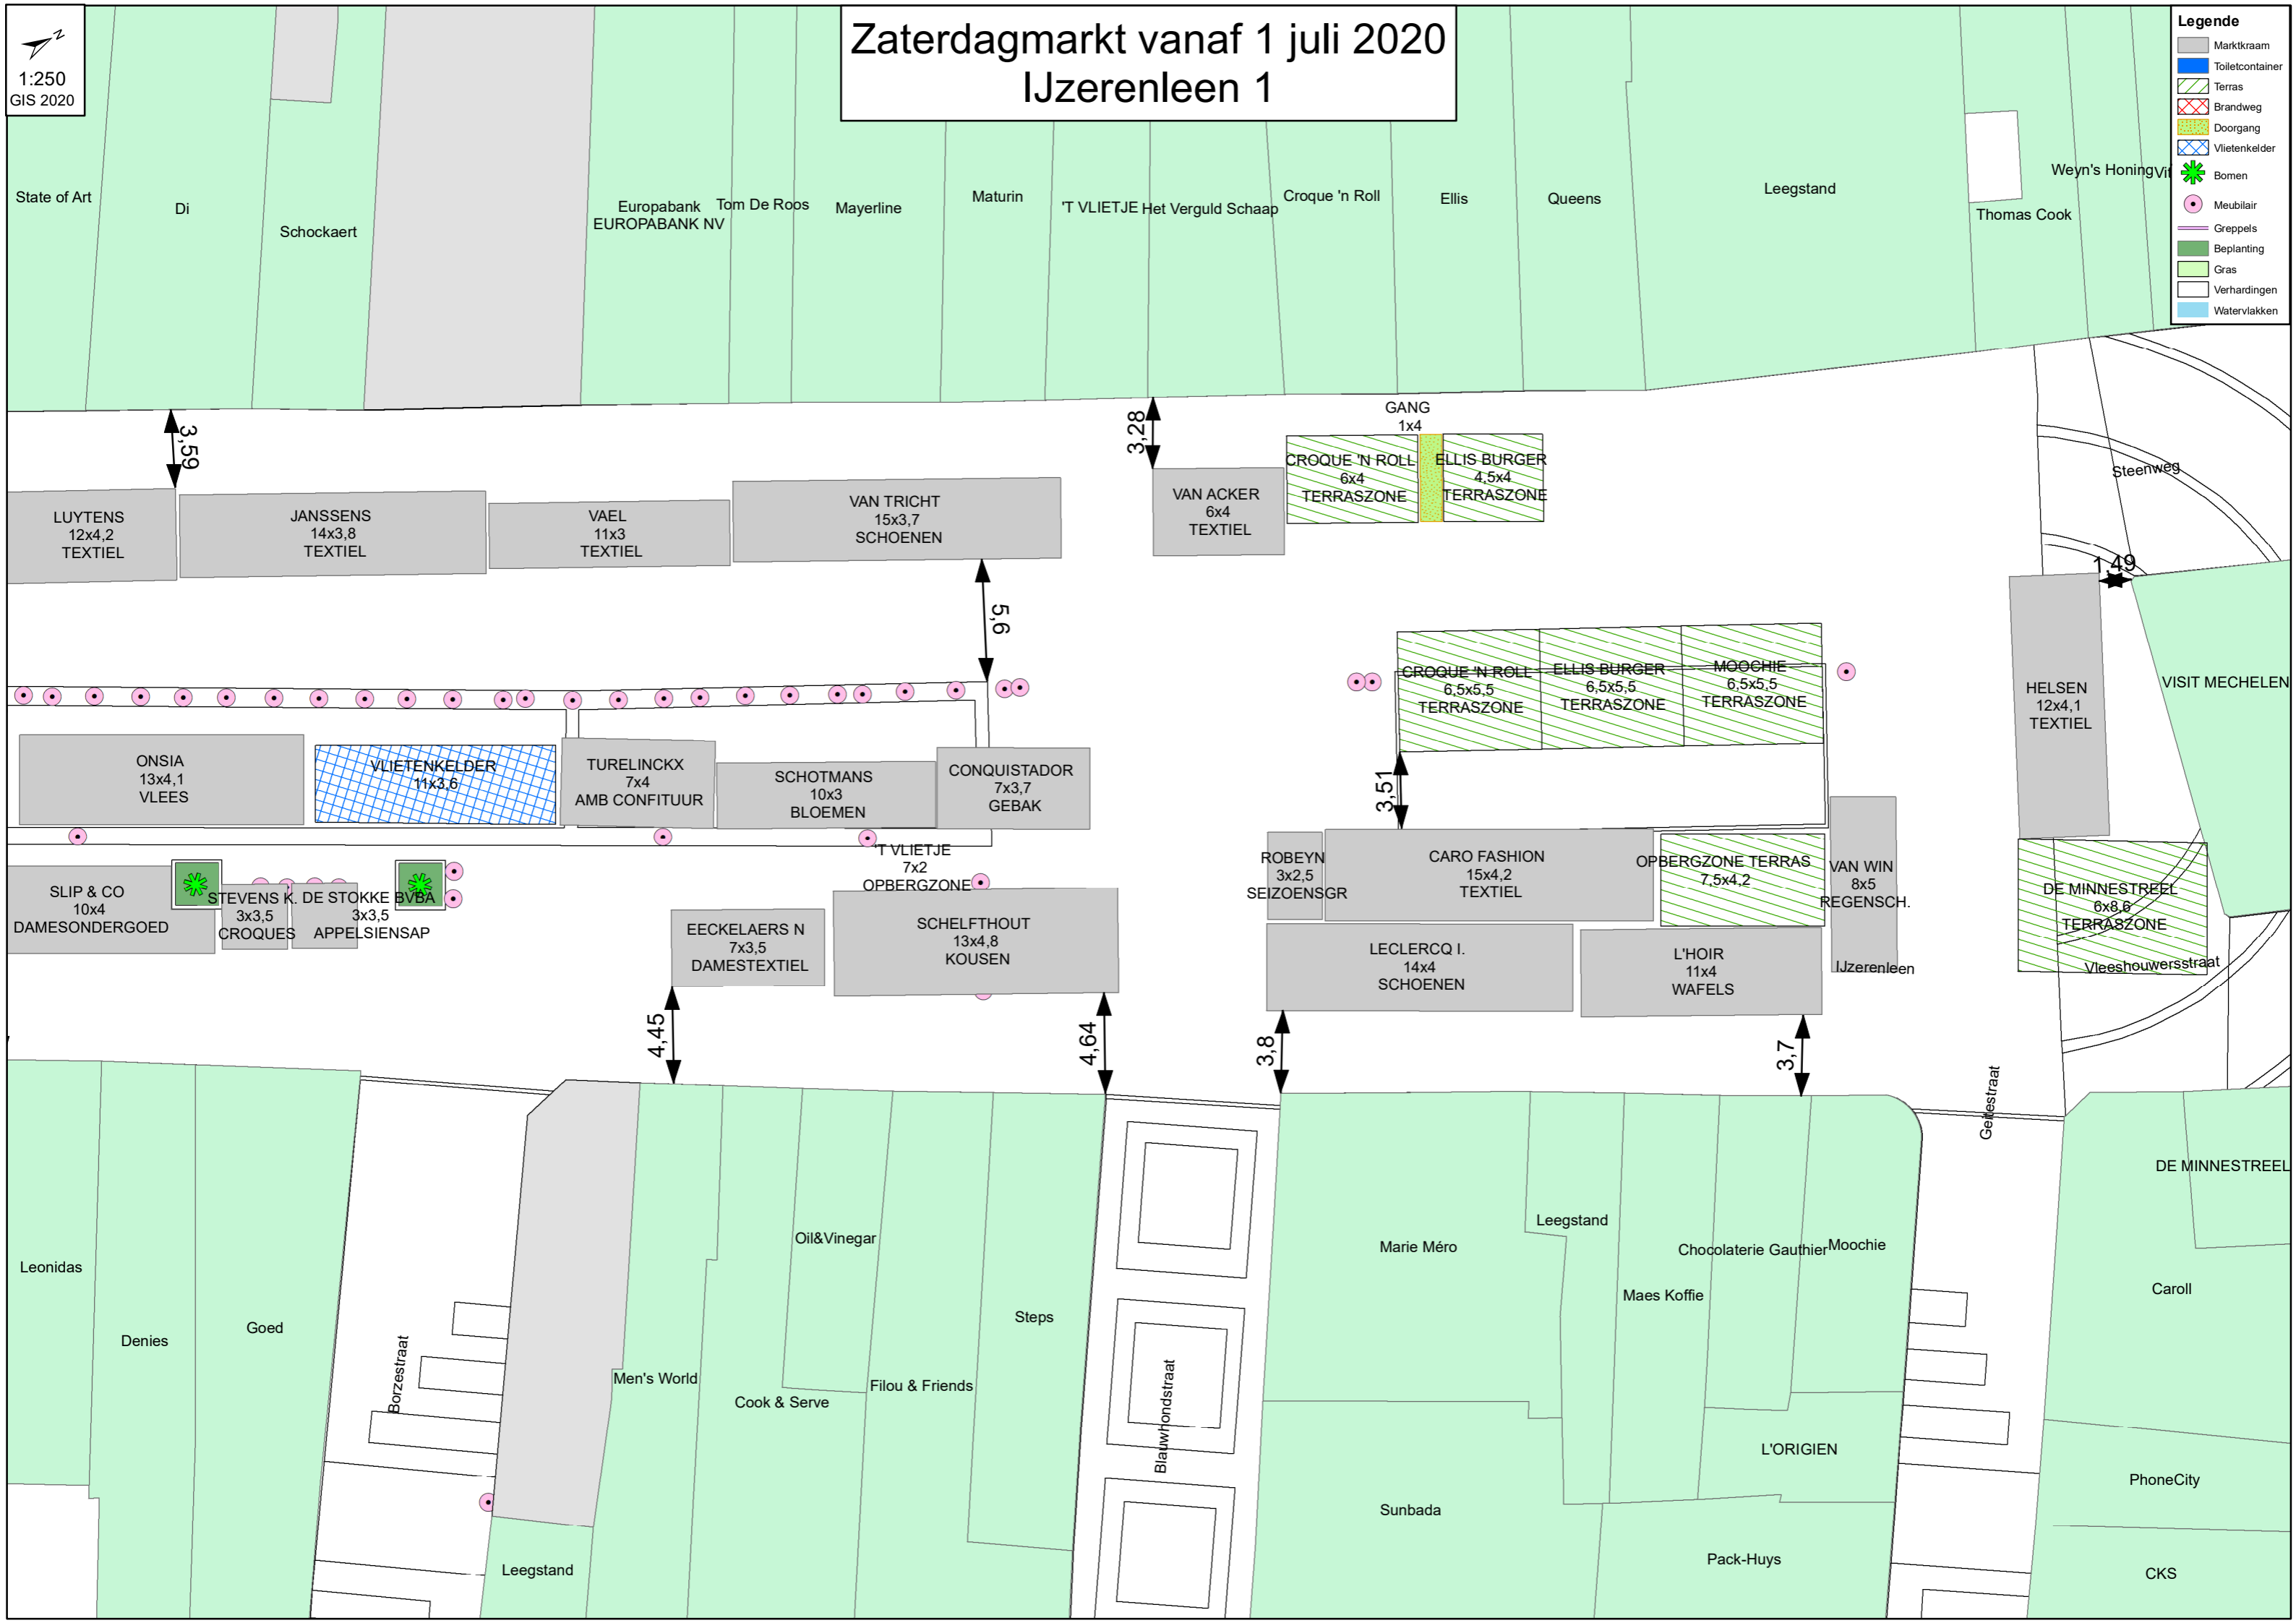 Zaterdagmarkt vanaf 1 juli 2020
IJzerenleen 1
N
1:250
GIS 2020
Legende
Marktkraam
Toiletcontainer
Terras
Brandweg
Doorgang
Vlietenkelder
Bomen
Meubilair
Greppels
Beplanting
Gras
Verhardingen
Watervlakken
State of Art
Di
Schockaert
Europabank
EUROPABANK NV
Tom De Roos
Mayerline
Maturin
'T VLIETJE
Het Verguld Schaap
Croque 'n Roll
Ellis
Queens
Leegstand
Thomas Cook
Weyn's Honing
3,59
3,28
GANG
1x4
LUYTENS
12x4,2
TEXTIEL
JANSSENS
14x3,8
TEXTIEL
VAEL
11x3
TEXTIEL
VAN TRICHT
15x3,7
SCHOENEN
VAN ACKER
6x4
TEXTIEL
CROQUE 'N ROLL
6x4
TERRASZONE
ELLIS BURGER
4,5x4
TERRASZONE
Steenweg
1,49
5,6
CROQUE 'N ROLL
6,5x5,5
TERRASZONE
ELLIS BURGER
6,5x5,5
TERRASZONE
MOOCHIE
6,5x5,5
TERRASZONE
HELSEN
12x4,1
TEXTIEL
VISIT MECHELEN
ONSIA
13x4,1
VLEES
VLIETENKELDER
11x3,6
TURELINCKX
7x4
AMB CONFITUUR
SCHOTMANS
10x3
BLOEMEN
CONQUISTADOR
7x3,7
GEBAK
3,51
SLIP & CO
10x4
DAMESONDERGOED
STEVENS K.
3x3,5
CROQUES
DE STOKKE BVBA
3x3,5
APPELSIENSAP
'T VLIETJE
7x2
OPBERGZONE
EECKELAERS N
7x3,5
DAMESTEXTIEL
SCHELFTHOUT
13x4,8
KOUSEN
ROBEYN
3x2,5
SEIZOENSGR
CARO FASHION
15x4,2
TEXTIEL
OPBERGZONE TERRAS
7,5x4,2
VAN WIN
8x5
REGENSCH.
DE MINNESTREEL
6x8,6
TERRASZONE
LECLERCQ I.
14x4
SCHOENEN
L'HOIR
11x4
WAFELS
IJzerenleen
Vleeshouwersstraat
4,45
4,64
3,8
3,7
Geitestraat
Leonidas
Denies
Goed
Borzestraat
Leegstand
Men's World
Cook & Serve
Oil&Vinegar
Filou & Friends
Steps
Blauwhondstraat
Marie Méro
Sunbada
Leegstand
Maes Koffie
Chocolaterie Gauthier
Moochie
L'ORIGIEN
Pack-Huys
DE MINNESTREEL
Caroll
PhoneCity
CKS